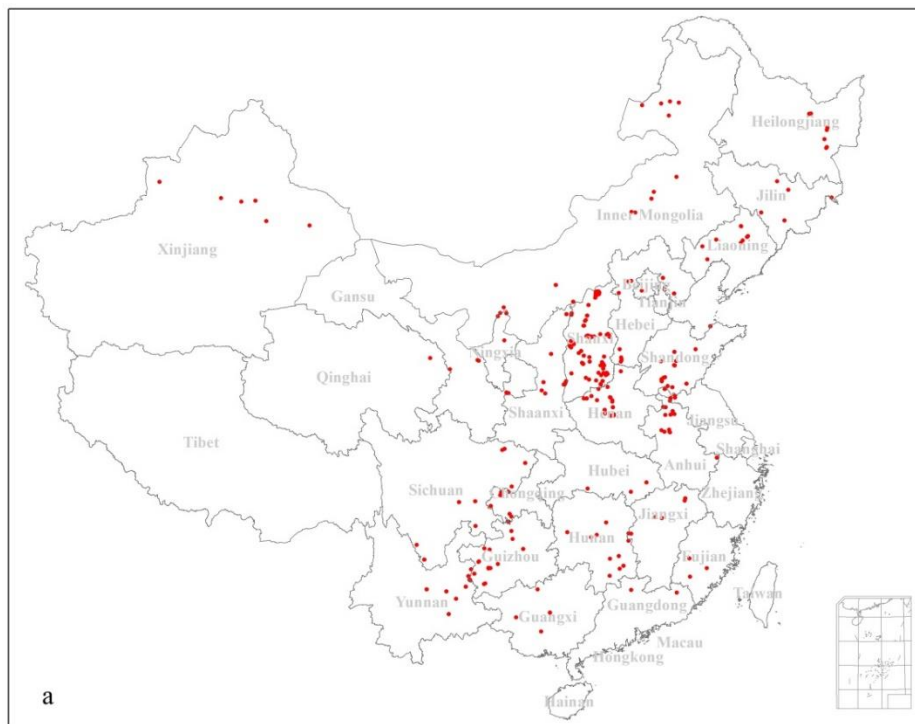 Heilongjiang
Jilin
Inner Mongolia
Liaoning
Xinjiang
Gansu
Beijing
Tianjin
Hebei
Shanxi
Ningxia
Shandong
Qinghai
Shaanxi
Henan
Jiangsu
Tibet
Shanghai
Hubei
Anhui
Sichuan
Chongqing
Zhejiang
Jiangxi
Hunan
Guizhou
Fujian
Taiwan
Yunnan
Guangxi
Guangdong
Macau
Hongkong
Hainan
a